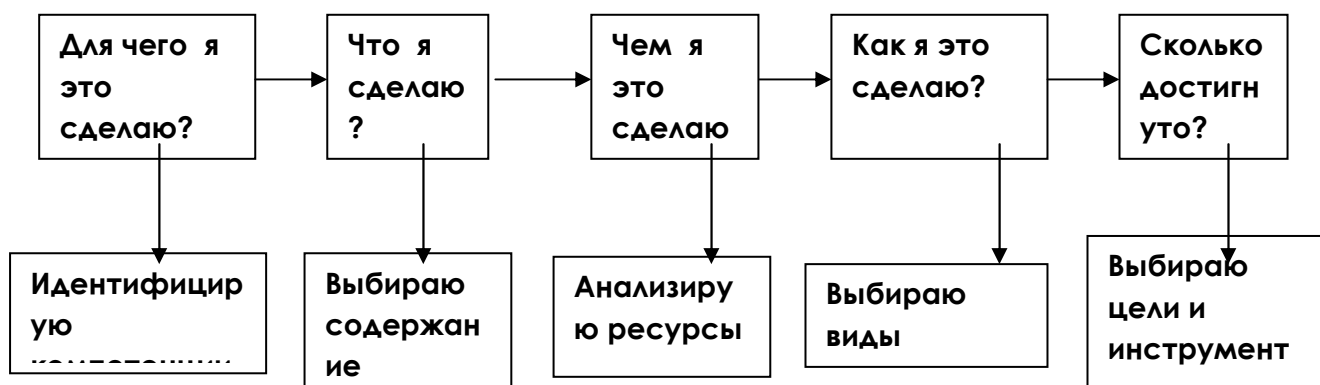 Для чего я
это
сделаю?
Что я
сделаю
?
Чем я
это
сделаю
Как я это
сделаю?
Сколько
достигн
уто?
Идентифицир
ую
Выбираю
содержан
ие
Анализиру
ю ресурсы
Выбираю
виды
Выбираю
цели и
инструмент